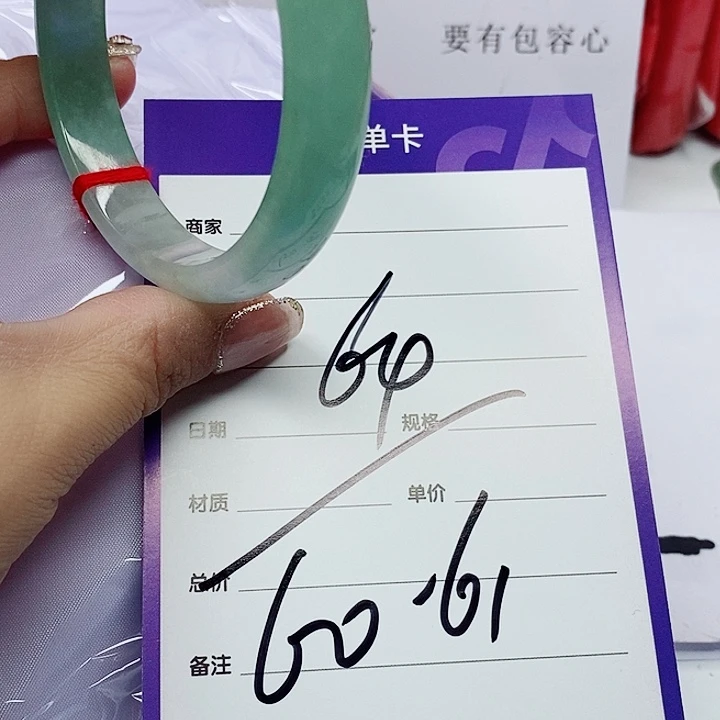 要有包容心
单卡
商家
64
日期 规格
材质 单价
总价
60.61
备注